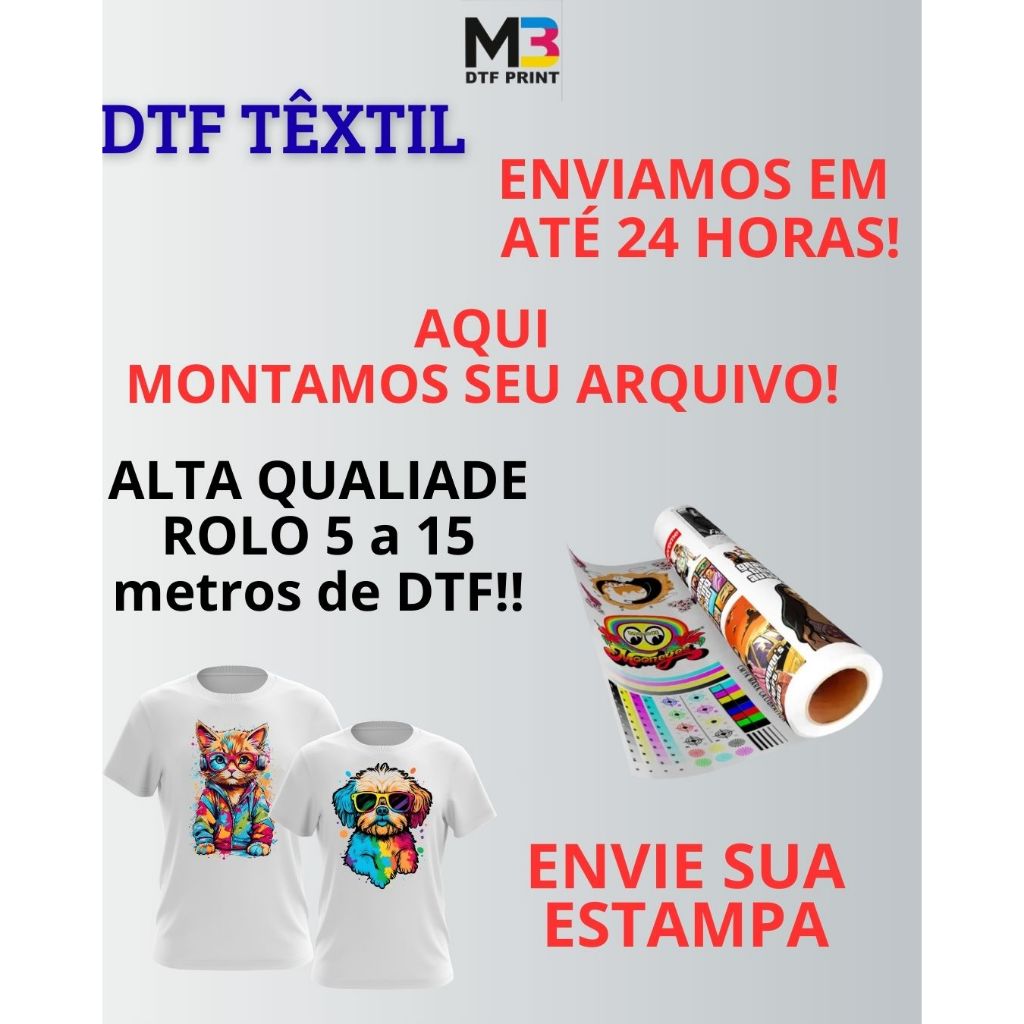 M3
DTF PRINT
DTF TÊXTIL
ENVIAMOS EM
ATÉ 24 HORAS!
AQUI
MONTAMOS SEU ARQUIVO!
ALTA QUALIADE
ROLO 5 a 15
metros de DTF!!
Mooneyes
ENVIE SUA
ESTAMPA